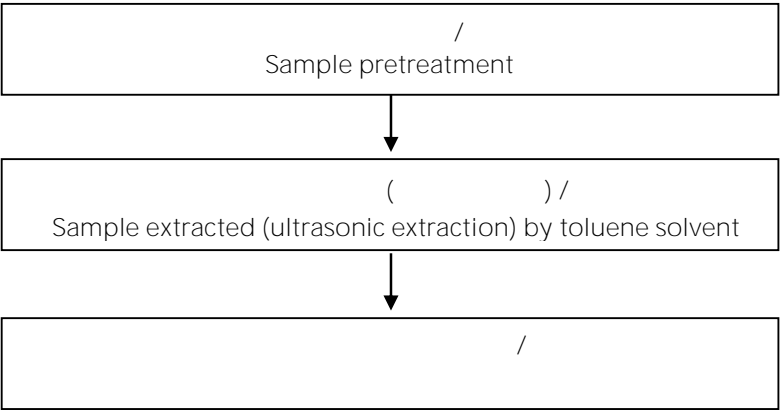 /
Sample pretreatment
( ) /
Sample extracted (ultrasonic extraction) by toluene solvent
/